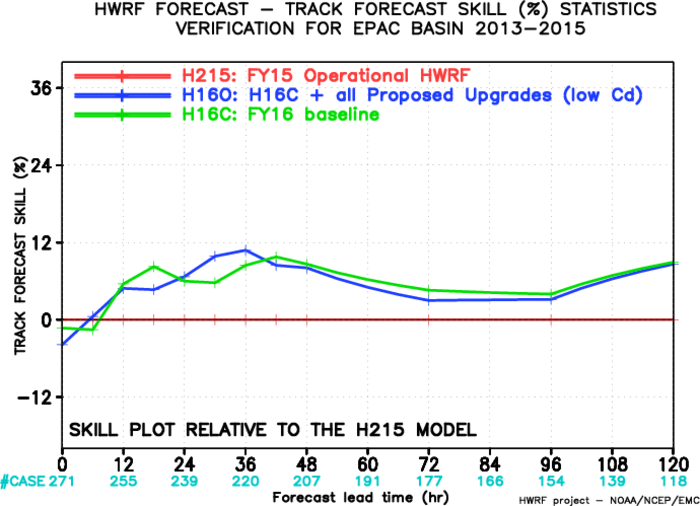 HWRF FORECAST – TRACK FORECAST SKILL (%) STATISTICS
VERIFICATION FOR EPAC BASIN 2013–2015
H215: FY15 Operational HWRF
H16O: H16C + all Proposed Upgrades (low Cd)
H16C: FY16 baseline
TRACK FORECAST SKILL (%)
36
24
12
0
−12
SKILL PLOT RELATIVE TO THE H215 MODEL
0 12 24 36 48 60 72 84 96 108 120
#CASE 271 255 239 220 207 191 177 166 154 139 118
Forecast lead time (hr)
HWRF project – NOAA/NCEP/EMC